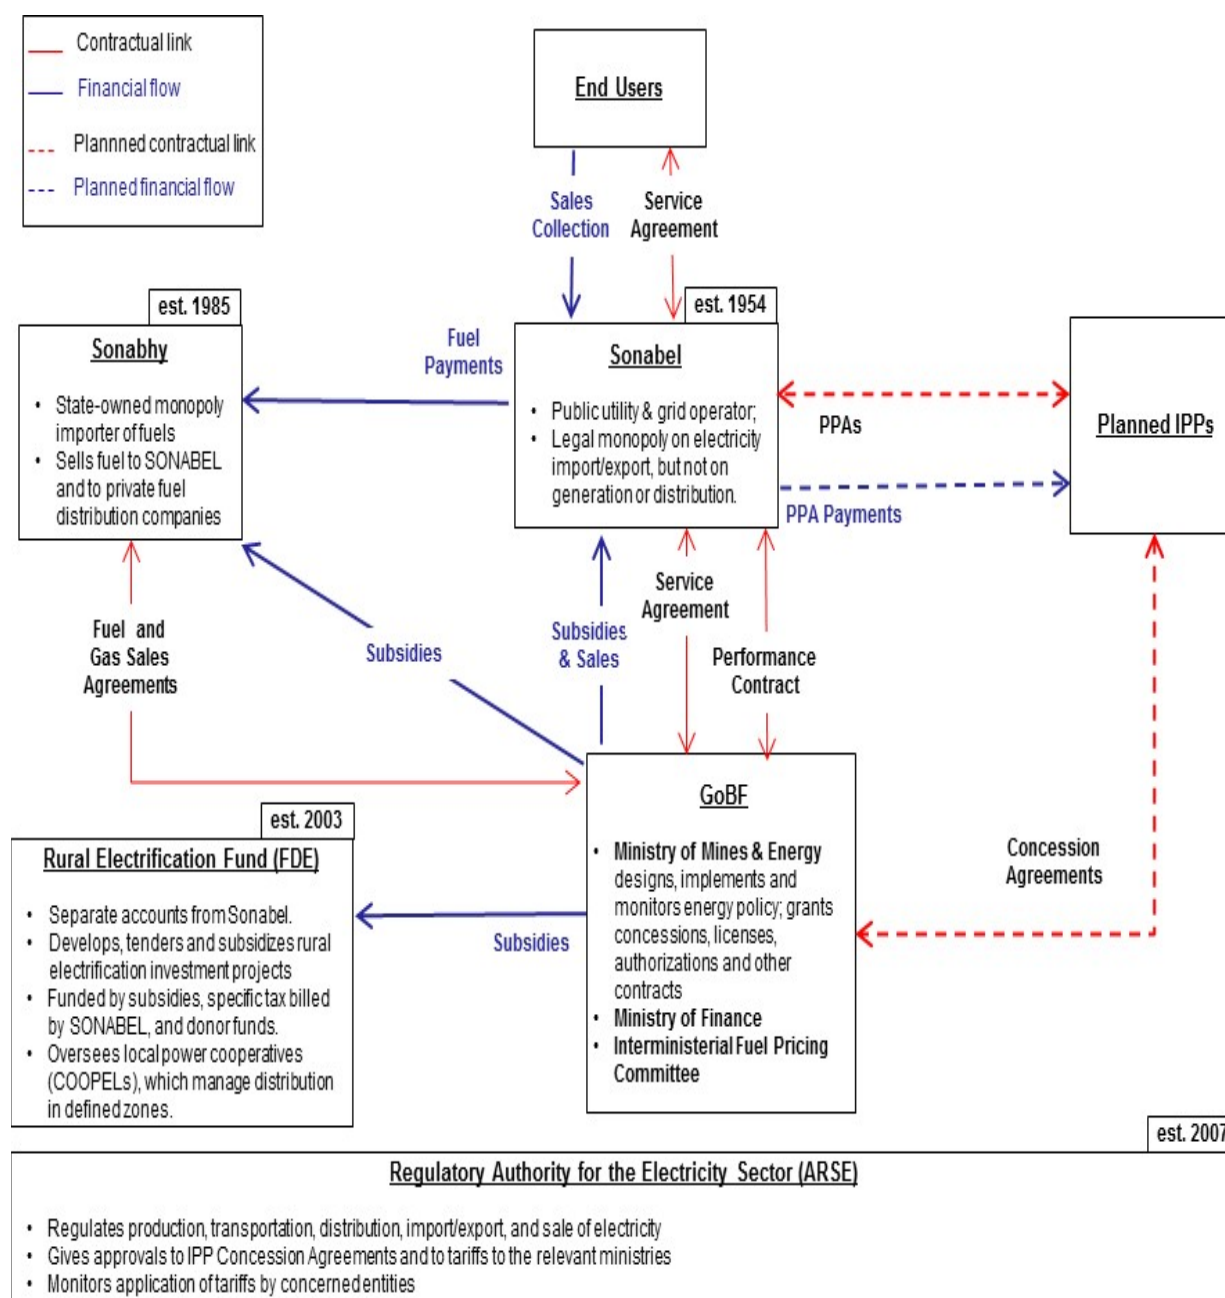 Contractual link
Financial flow
Plannned contractual link
Planned financial flow
End Users
Sales
Collection
Service
Agreement
est. 1985
Sonabhy
• State-owned monopoly
importer of fuels
• Sells fuel to SONABEL
and to private fuel
distribution companies
Fuel
Payments
est. 1954
Sonabel
• Public utility & grid operator;
• Legal monopoly on electricity
import/export, but not on
generation or distribution.
PPAs
PPA Payments
Planned IPPs
Fuel and
Gas Sales
Agreements
Subsidies
Subsidies
& Sales
Service
Agreement
Performance
Contract
Concession
Agreements
est. 2003
Rural Electrification Fund (FDE)
• Separate accounts from Sonabel.
• Develops, tenders and subsidizes rural
electrification investment projects
• Funded by subsidies, specific tax billed
by SONABEL, and donor funds.
• Oversees local power cooperatives
(COOPELs), which manage distribution
in defined zones.
Subsidies
GoBF
• Ministry of Mines & Energy
designs, implements and
monitors energy policy; grants
concessions, licenses,
authorizations and other
contracts
• Ministry of Finance
• Interministerial Fuel Pricing
Committee
est. 2007
Regulatory Authority for the Electricity Sector (ARSE)
• Regulates production, transportation, distribution, import/export, and sale of electricity
• Gives approvals to IPP Concession Agreements and to tariffs to the relevant ministries
• Monitors application of tariffs by concerned entities